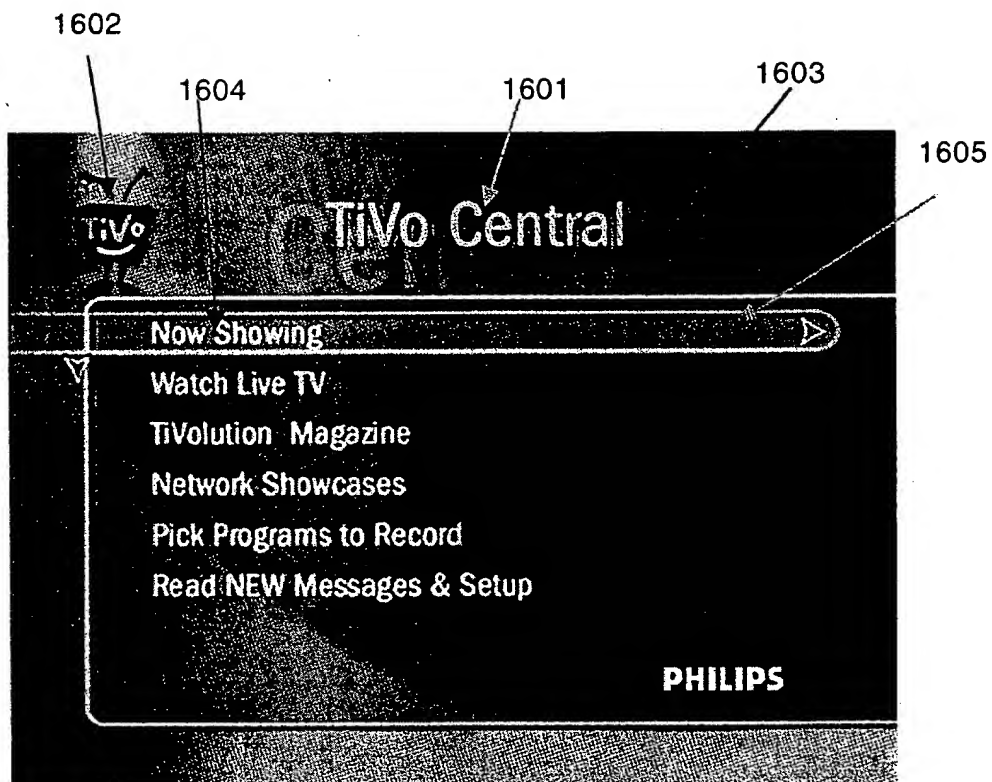 1602
1604
1601
1603
1605
TiVo
TiVo Central
Now Showing
Watch Live TV
TiVolution Magazine
Network Showcases
Pick Programs to Record
Read NEW Messages & Setup
PHILIPS